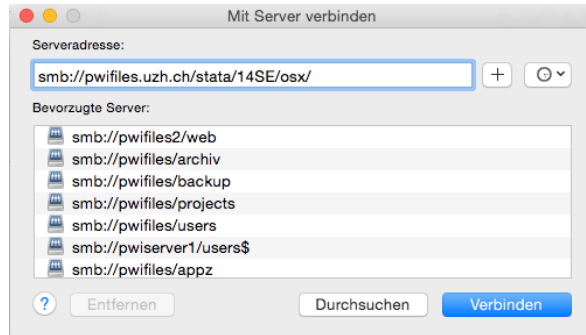 Mit Server verbinden
Serveradresse:
smb://pwifiles.uzh.ch/stata/14SE/osx/
Bevorzugte Server:
smb://pwifiles2/web
smb://pwifiles/archiv
smb://pwifiles/backup
smb://pwifiles/projects
smb://pwifiles/users
smb://pwiserver1/users$
smb://pwifiles/appz
? Entfernen Durchsuchen Verbinden